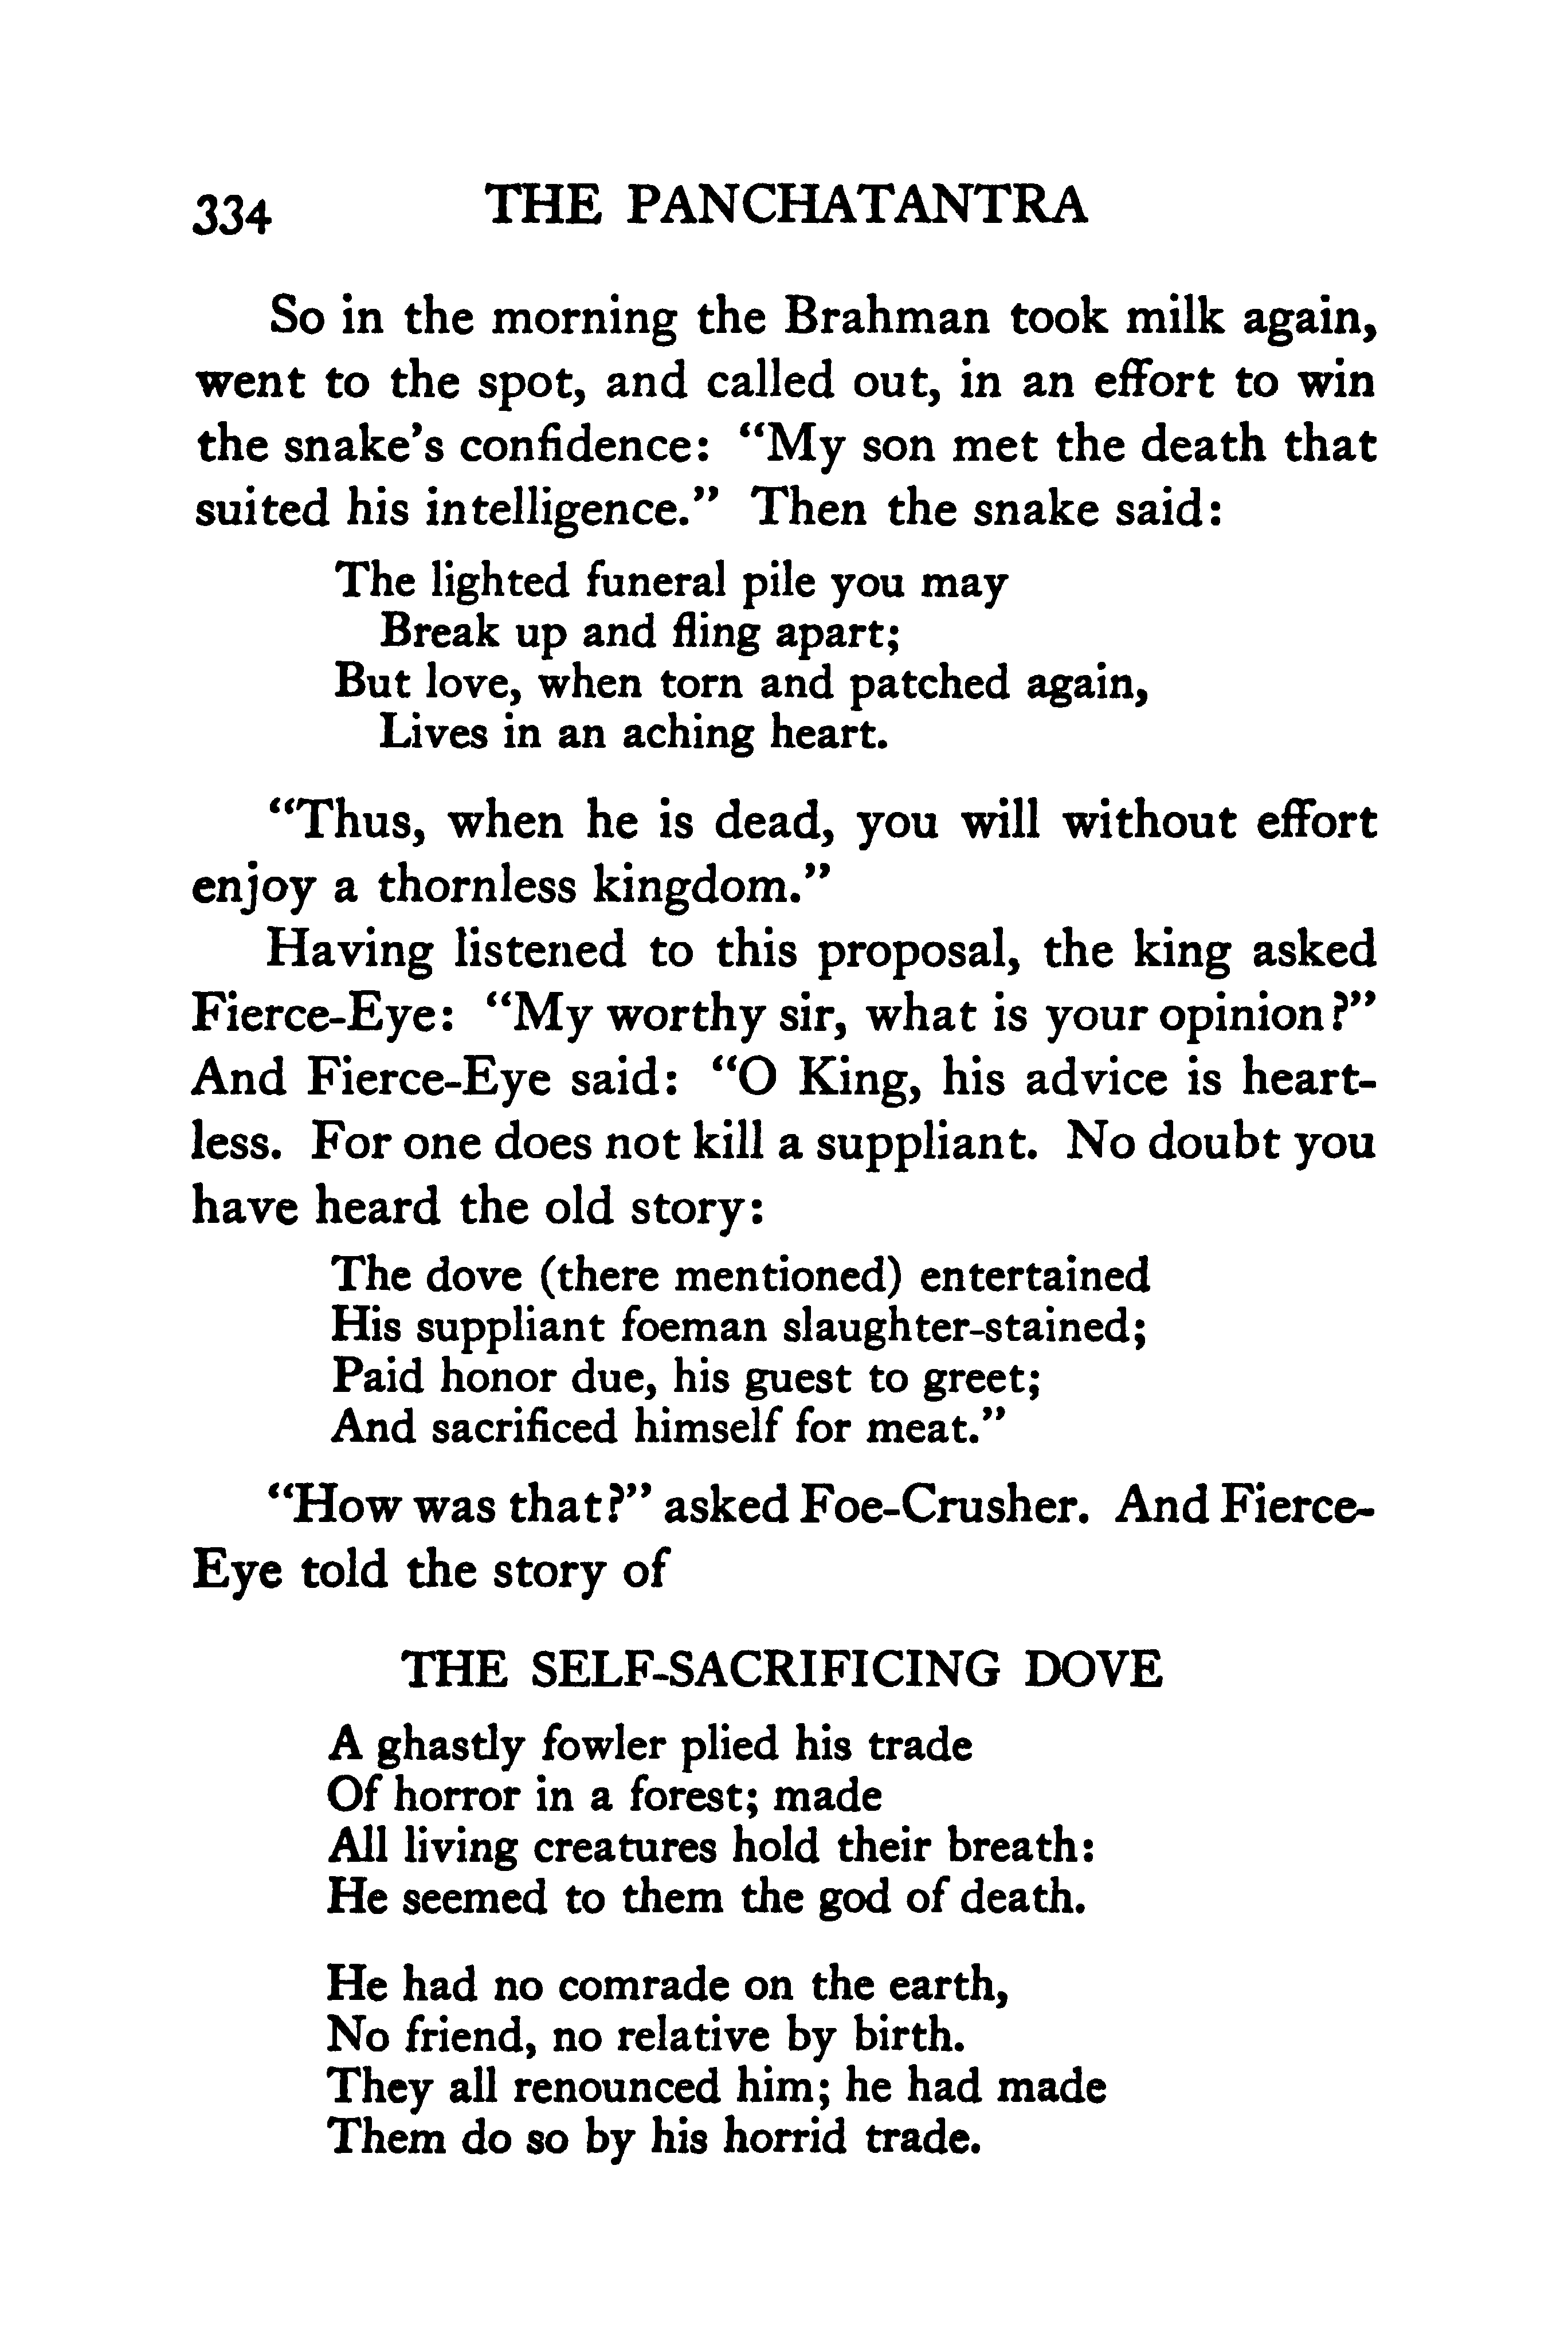 334 THE PANCHATANTRA
So in the morning the Brahman took milk again,
went to the spot, and called out, in an effort to win
the snake's confidence: "My son met the death that
suited his intelligence." Then the snake said:
The lighted funeral pile you may
Break up and fling apart;
But love, when torn and patched again,
Lives in an aching heart.
"Thus, when he is dead, you will without effort
enjoy a thornless kingdom."
Having listened to this proposal, the king asked
Fierce-Eye: "My worthy sir, what is your opinion?"
And Fierce-Eye said: "O King, his advice is heart-
less. For one does not kill a suppliant. No doubt you
have heard the old story:
The dove (there mentioned) entertained
His suppliant foeman slaughter-stained;
Paid honor due, his guest to greet;
And sacrificed himself for meat."
"How was that?" asked Foe-Crusher. And Fierce-
Eye told the story of
THE SELF-SACRIFICING DOVE
A ghastly fowler plied his trade
Of horror in a forest; made
All living creatures hold their breath:
He seemed to them the god of death.
He had no comrade on the earth,
No friend, no relative by birth.
They all renounced him; he had made
Them do so by his horrid trade.